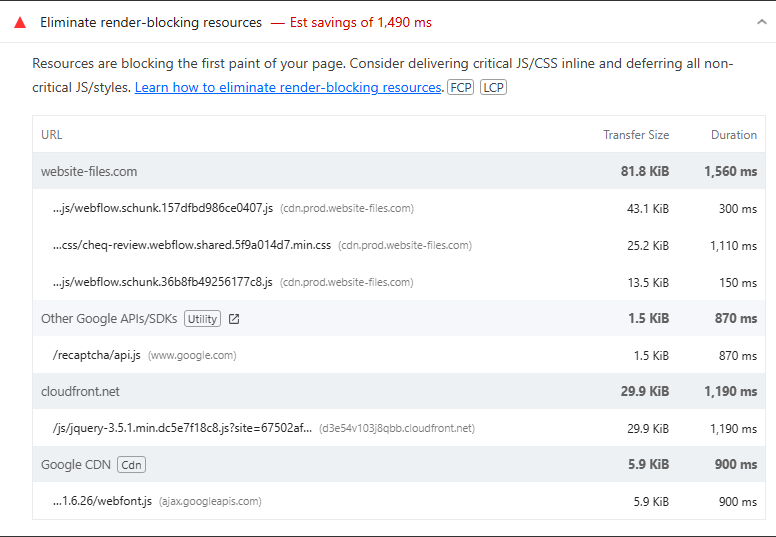 Eliminate render-blocking resources — Est savings of 1,490 ms
Resources are blocking the first paint of your page. Consider delivering critical JS/CSS inline and deferring all non-
critical JS/styles. Learn how to eliminate render-blocking resources. FCP LCP
URL Transfer Size Duration
website-files.com 81.8 KiB 1,560 ms
...js/webflow.schunk.157dfbd986ce0407.js (cdn.prod.website-files.com) 43.1 KiB 300 ms
...css/cheq-review.webflow.shared.5f9a014d7.min.css (cdn.prod.website-files.com) 25.2 KiB 1,110 ms
...js/webflow.schunk.36b8fb49256177c8.js (cdn.prod.website-files.com) 13.5 KiB 150 ms
Other Google APIs/SDKs Utility 1.5 KiB 870 ms
/recaptcha/api.js (www.google.com) 1.5 KiB 870 ms
cloudfront.net 29.9 KiB 1,190 ms
/js/jquery-3.5.1.min.dc5e7f18c8.js?site=67502af... (d3e54v103j8qbb.cloudfront.net) 29.9 KiB 1,190 ms
Google CDN Cdn 5.9 KiB 900 ms
...1.6.26/webfont.js (ajax.googleapis.com) 5.9 KiB 900 ms